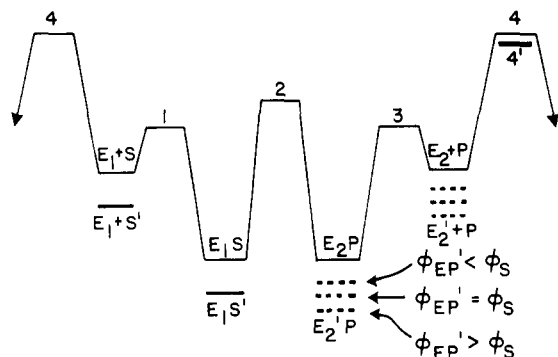 4
4
4'
2
1
3
E₁+S
E₂+P
E₁+S'
E₂'+P
E₁S
E₂P
ϕEP' < ϕS
E₁S'
ϕEP' = ϕS
E₂'P
ϕEP' > ϕS